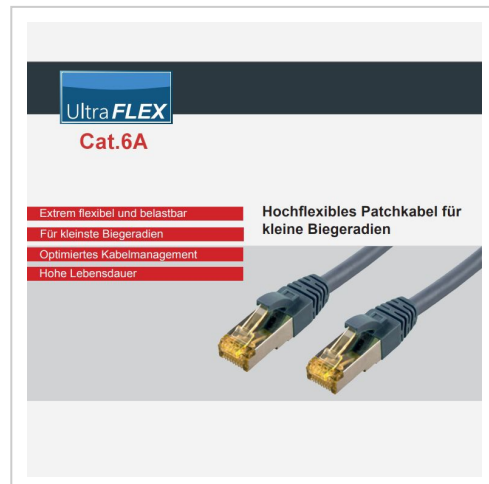 Ultra FLEX
Cat.6A
Extrem flexibel und belastbar
Für kleinste Biegeradien
Optimiertes Kabelmanagement
Hohe Lebensdauer
Hochflexibles Patchkabel für
kleine Biegeradien